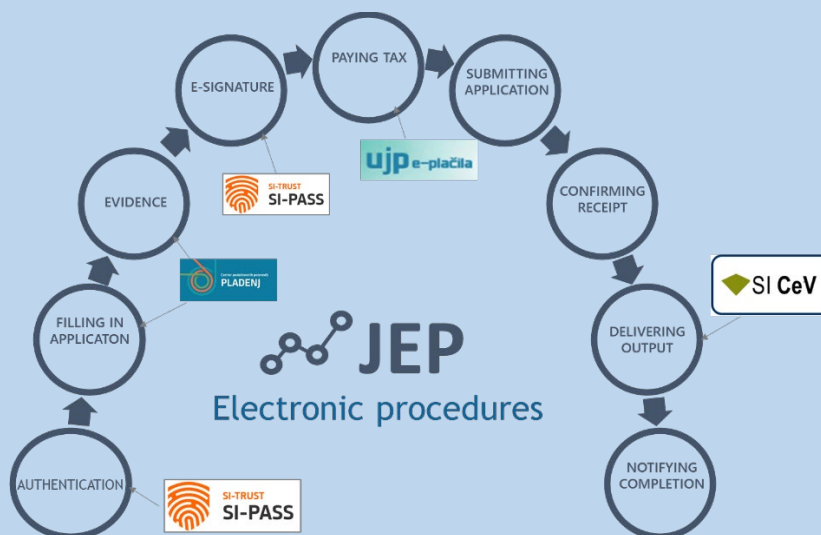 PAYING TAX
E-SIGNATURE
SUBMITTING
APPLICATION
ujp e-plačila
SI-TRUST
SI-PASS
EVIDENCE
CONFIRMING
RECEIPT
PLADENJ
SI CeV
FILLING IN
APPLICATON
DELIVERING
OUTPUT
JEP
Electronic procedures
AUTHENTICATION
SI-TRUST
SI-PASS
NOTIFYING
COMPLETION